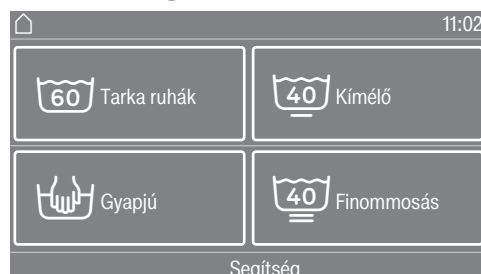 11:02
60 Tarka ruhák
40 Kímélő
Gyapjú
40 Finommosás
Segítség